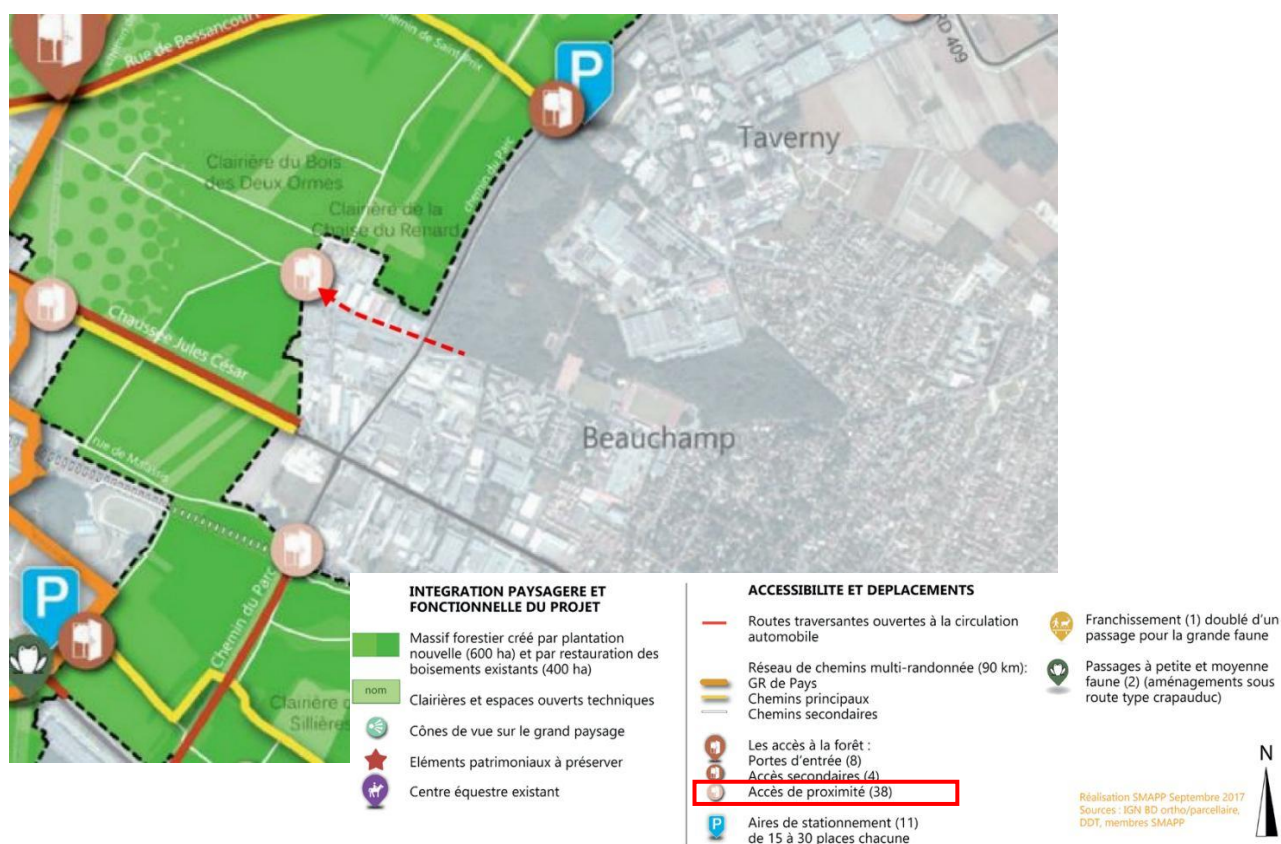 Rue de Bessancourt
Chemin de Saint Prix
RD 409
P
Taverny
Clairière du Bois
des Deux Ormes
chemin du Parc
Clairière de la
Chaise du Renard
Chaussée Jules César
Beauchamp
rue de
P
Chemin du Parc
Clairière
Sillières
INTEGRATION PAYSAGERE ET
FONCTIONNELLE DU PROJET
Massif forestier créé par plantation
nouvelle (600 ha) et par restauration des
boisements existants (400 ha)
nom
Clairières et espaces ouverts techniques
Cônes de vue sur le grand paysage
Eléments patrimoniaux à préserver
Centre équestre existant
ACCESSIBILITE ET DEPLACEMENTS
Routes traversantes ouvertes à la circulation
automobile
Réseau de chemins multi-randonnée (90 km):
GR de Pays
Chemins principaux
Chemins secondaires
Les accès à la forêt :
Portes d'entrée (8)
Accès secondaires (4)
Accès de proximité (38)
P
Aires de stationnement (11)
de 15 à 30 places chacune
Franchissement (1) doublé d'un
passage pour la grande faune
Passages à petite et moyenne
faune (2) (aménagements sous
route type crapauduc)
N
Réalisation SMAPP Septembre 2017
Sources : IGN BD ortho/parcellaire,
DDT, membres SMAPP